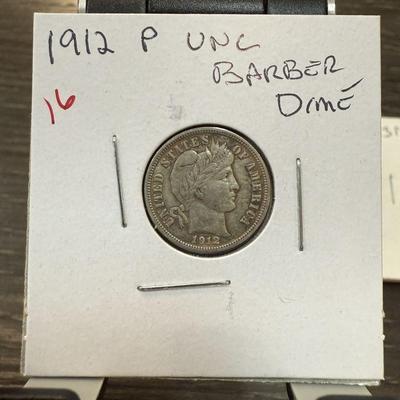 1912 P UNC
BARBER
DIME
16
UNITED STATES OF AMERICA
1912